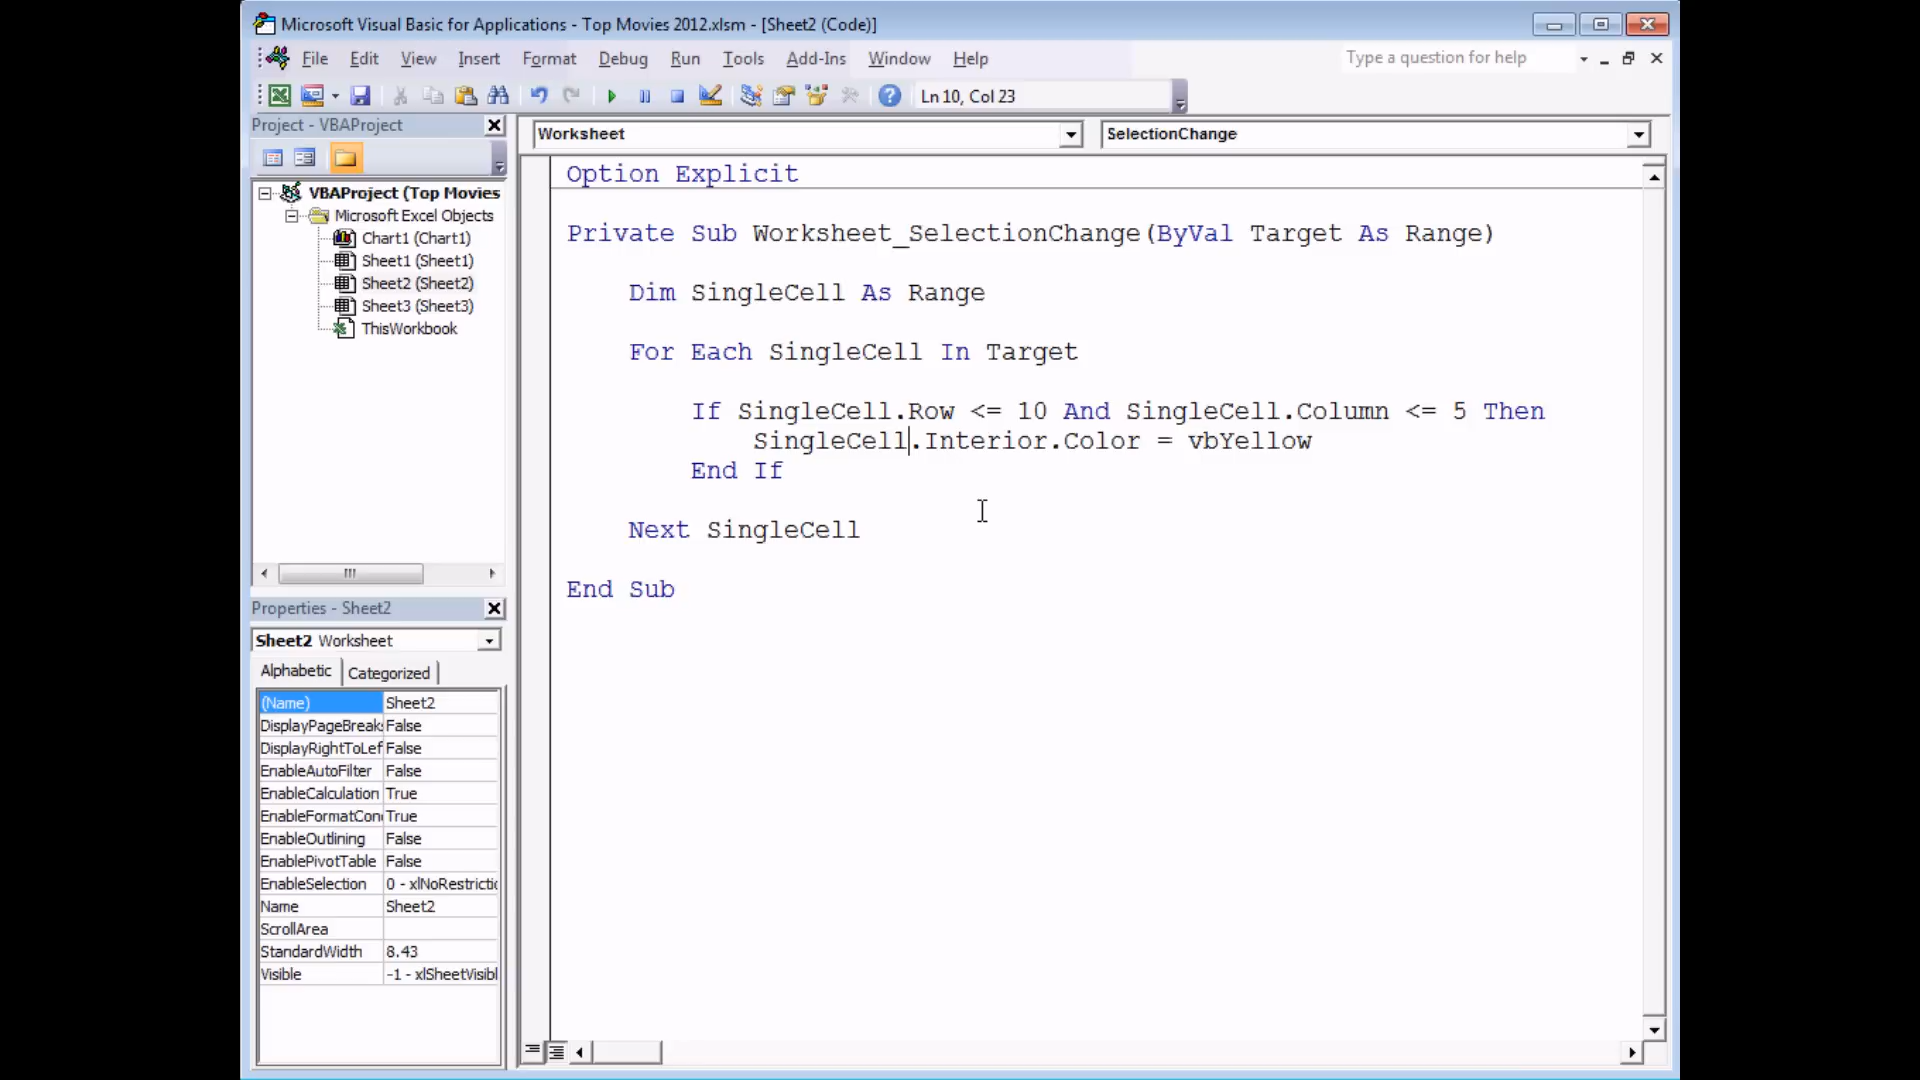 Microsoft Visual Basic for Applications - Top Movies 2012.xlsm - [Sheet2 (Code)]
File Edit View Insert Format Debug Run Tools Add-Ins Window Help
Type a question for help
Ln 10, Col 23
Project - VBAProject
VBAProject (Top Movies
Microsoft Excel Objects
Chart1 (Chart1)
Sheet1 (Sheet1)
Sheet2 (Sheet2)
Sheet3 (Sheet3)
ThisWorkbook
Properties - Sheet2
Sheet2 Worksheet
Alphabetic Categorized
(Name) Sheet2
DisplayPageBreaks False
DisplayRightToLef False
EnableAutoFilter False
EnableCalculation True
EnableFormatCon True
EnableOutlining False
EnablePivotTable False
EnableSelection 0 - xlNoRestrictio
Name Sheet2
ScrollArea
StandardWidth 8.43
Visible -1 - xlSheetVisibl
Worksheet SelectionChange
Option Explicit
Private Sub Worksheet_SelectionChange(ByVal Target As Range)
Dim SingleCell As Range
For Each SingleCell In Target
If SingleCell.Row <= 10 And SingleCell.Column <= 5 Then
SingleCell.Interior.Color = vbYellow
End If
Next SingleCell
End Sub